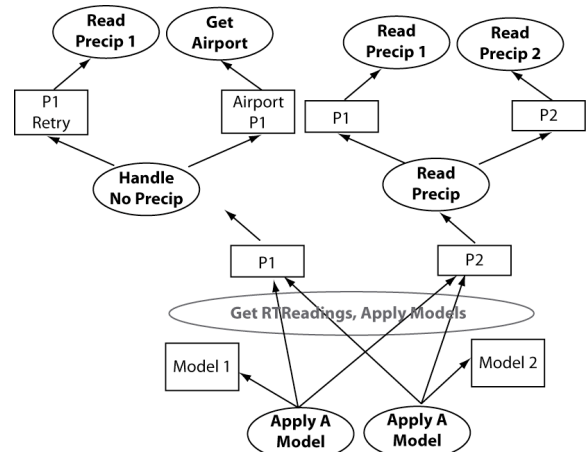 Read
Precip 1
Get
Airport
Read
Precip 1
Read
Precip 2
P1
Retry
Airport
P1
P1
P2
Handle
No Precip
Read
Precip
P1
P2
Get RTReadings, Apply Models
Model 1
Model 2
Apply A
Model
Apply A
Model